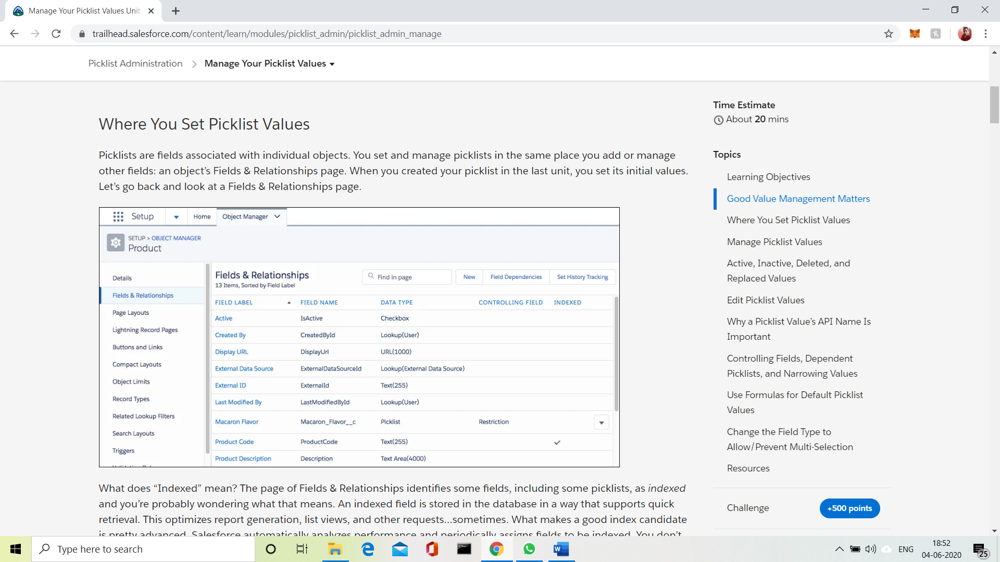 Manage Your Picklist Values Unit
trailhead.salesforce.com/content/learn/modules/picklist_admin/picklist_admin_manage
Picklist Administration
Manage Your Picklist Values
Where You Set Picklist Values
Picklists are fields associated with individual objects. You set and manage picklists in the same place you add or manage
other fields: an object’s Fields & Relationships page. When you created your picklist in the last unit, you set its initial values.
Let’s go back and look at a Fields & Relationships page.
Setup
Home
Object Manager
SETUP > OBJECT MANAGER
Product
Details
Fields & Relationships
Page Layouts
Lightning Record Pages
Buttons and Links
Compact Layouts
Object Limits
Record Types
Related Lookup Filters
Search Layouts
Triggers
Fields & Relationships
13 Items, Sorted by Field Label
Find in page
New
Field Dependencies
Set History Tracking
FIELD LABEL FIELD NAME DATA TYPE CONTROLLING FIELD INDEXED
Active IsActive Checkbox
Created By CreatedById Lookup(User)
Display URL DisplayUrl URL(1000)
External Data Source ExternalDataSourceId Lookup(External Data Source)
External ID ExternalId Text(255)
Last Modified By LastModifiedById Lookup(User)
Macaron Flavor Macaron_Flavor__c Picklist Restriction
Product Code ProductCode Text(255)
Product Description Description Text Area(4000)
What does “Indexed” mean? The page of Fields & Relationships identifies some fields, including some picklists, as indexed
and you’re probably wondering what that means. An indexed field is stored in the database in a way that supports quick
retrieval. This optimizes report generation, list views, and other requests...sometimes. What makes a good index candidate
is pretty advanced. Salesforce automatically analyzes performance and periodically assigns fields to be indexed. You don’t
Time Estimate
About 20 mins
Topics
Learning Objectives
Good Value Management Matters
Where You Set Picklist Values
Manage Picklist Values
Active, Inactive, Deleted, and
Replaced Values
Edit Picklist Values
Why a Picklist Value’s API Name Is
Important
Controlling Fields, Dependent
Picklists, and Narrowing Values
Use Formulas for Default Picklist
Values
Change the Field Type to
Allow/Prevent Multi-Selection
Resources
Challenge
+500 points
Type here to search
ENG
18:52
04-06-2020
25